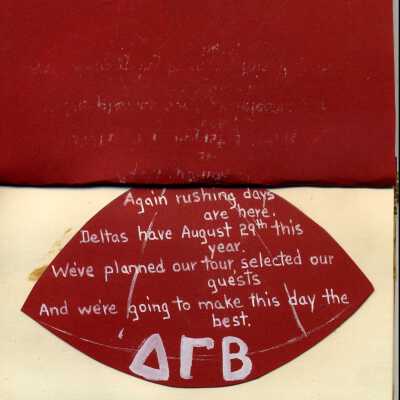 Again rushing days
are here.
Deltas have August 29th this
year.
We've planned our tour, selected our
guests
And we're going to make this day the
best.
ΔΓΒ